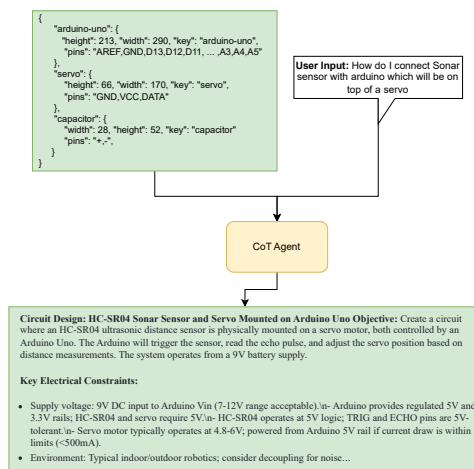 {
"arduino-uno": {
"height": 213, "width": 290, "key": "arduino-uno",
"pins": "AREF,GND,D13,D12,D11, ... ,A3,A4,A5"
},
"servo": {
"height": 66, "width": 170, "key": "servo",
"pins": "GND,VCC,DATA"
},
"capacitor": {
"width": 28, "height": 52, "key": "capacitor"
"pins": "+,-",
}
}
User Input: How do I connect Sonar
sensor with arduino which will be on
top of a servo
CoT Agent
Circuit Design: HC-SR04 Sonar Sensor and Servo Mounted on Arduino Uno Objective: Create a circuit
where an HC-SR04 ultrasonic distance sensor is physically mounted on a servo motor, both controlled by an
Arduino Uno. The Arduino will trigger the sensor, read the echo pulse, and adjust the servo position based on
distance measurements. The system operates from a 9V battery supply.
Key Electrical Constraints:
• Supply voltage: 9V DC input to Arduino Vin (7-12V range acceptable).\n- Arduino provides regulated 5V and
3.3V rails; HC-SR04 and servo require 5V.\n- HC-SR04 operates at 5V logic; TRIG and ECHO pins are 5V-
tolerant.\n- Servo motor typically operates at 4.8-6V; powered from Arduino 5V rail if current draw is within
limits (<500mA).
• Environment: Typical indoor/outdoor robotics; consider decoupling for noise...